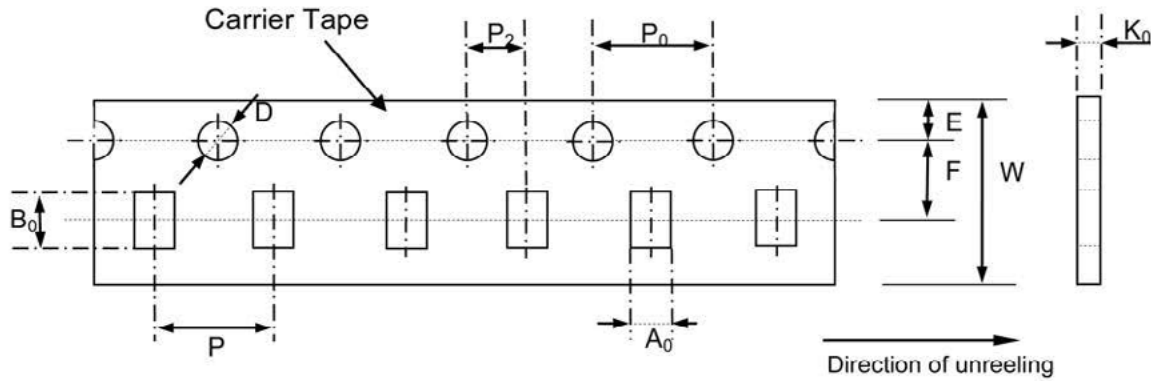 Carrier Tape
P₂
P₀
K₀
D
E
F
W
B₀
P
A₀
Direction of unreeling